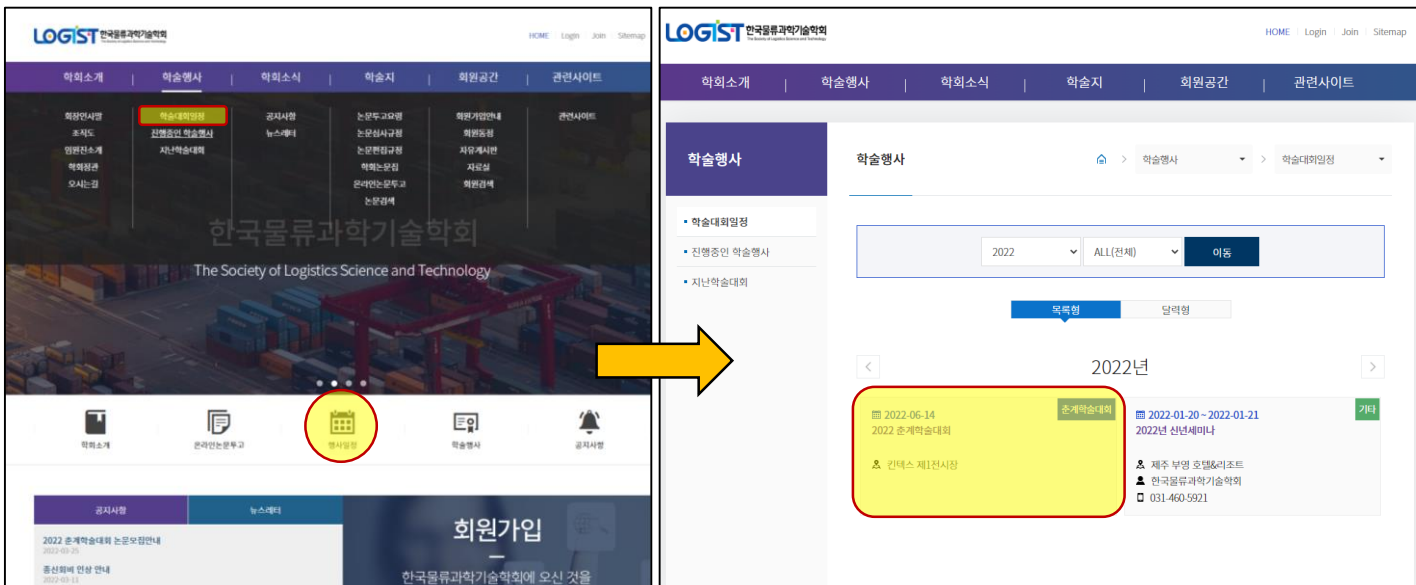 LOGIST 한국물류과학기술학회
HOME Login Join Sitemap
학회소개 | 학술행사 | 학회소식 | 학술지 | 회원공간 | 관련사이트
회장인사말 학술대회일정 공지사항 논문투고요령 회원가입안내 관련사이트
조직도 진행중인 학술행사 뉴스레터 논문심사규정 회원동정
임원진소개 지난학술대회 논문편집규정 자유게시판
학회정관 학회논문집 자료실
오시는길 온라인논문투고 회원검색
논문검색
한국물류과학기술학회
The Society of Logistics Science and Technology
학회소개 온라인논문투고 행사일정 학술행사 공지사항
공지사항 뉴스레터
2022 춘계학술대회 논문모집안내
2022-03-25
종신회비 인상 안내
2022-03-11
회원가입
한국물류과학기술학회에 오신 것을
LOGIST 한국물류과학기술학회
The Society of Logistics Science and Technology
HOME Login Join Sitemap
학회소개 | 학술행사 | 학회소식 | 학술지 | 회원공간 | 관련사이트
학술행사
학술대회일정
진행중인 학술행사
지난학술대회
학술행사
> 학술행사 > 학술대회일정
2022 ALL(전체) 이동
목록형 달력형
< 2022년 >
춘계학술대회
2022-06-14
2022 춘계학술대회
킨텍스 제1전시장
기타
2022-01-20 ~ 2022-01-21
2022년 신년세미나
제주 부영 호텔&리조트
한국물류과학기술학회
031-460-5921